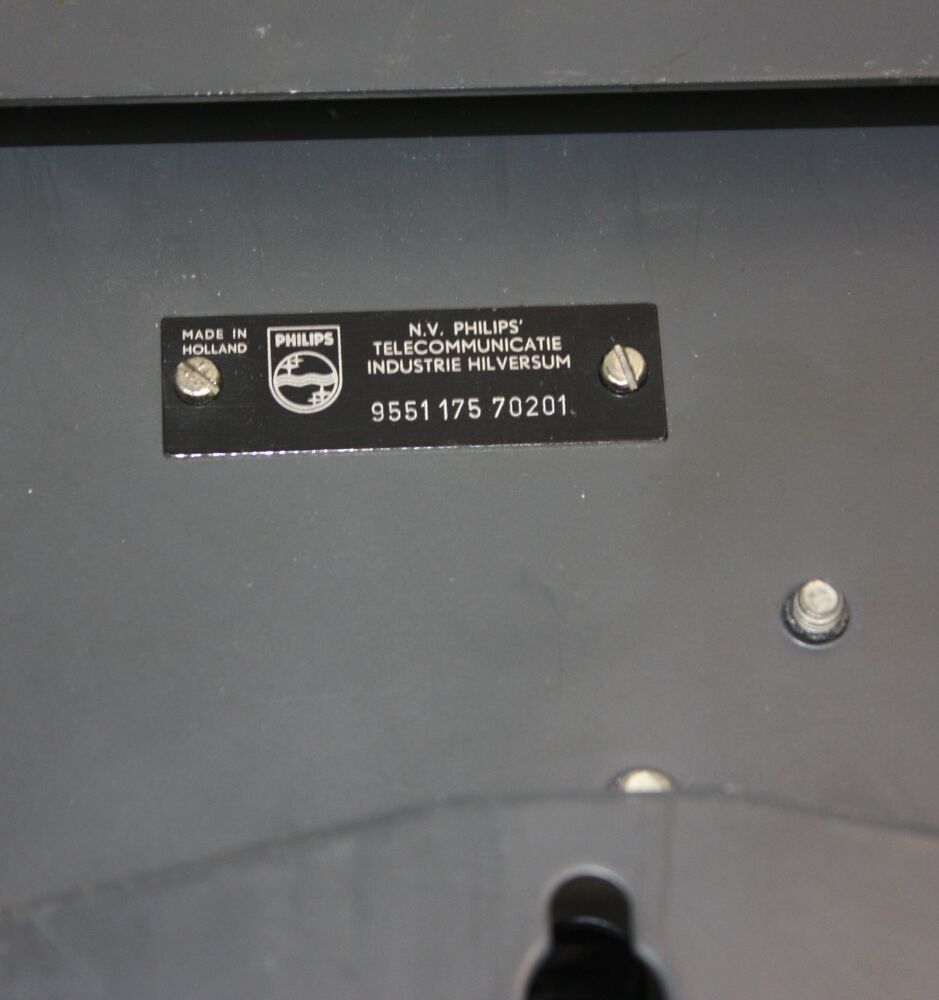 MADE IN
HOLLAND
PHILIPS
N.V. PHILIPS'
TELECOMMUNICATIE
INDUSTRIE HILVERSUM
9551 175 70201